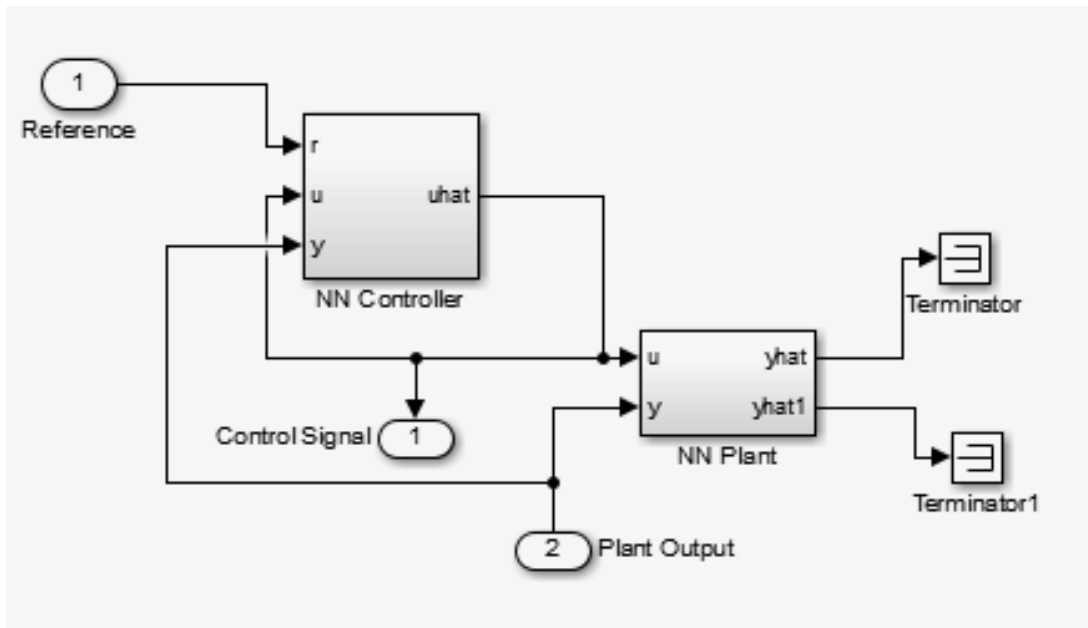 1
Reference
r
u
uhat
y
NN Controller
Terminator
u
yhat
y
yhat1
Control Signal
1
NN Plant
Terminator1
2
Plant Output